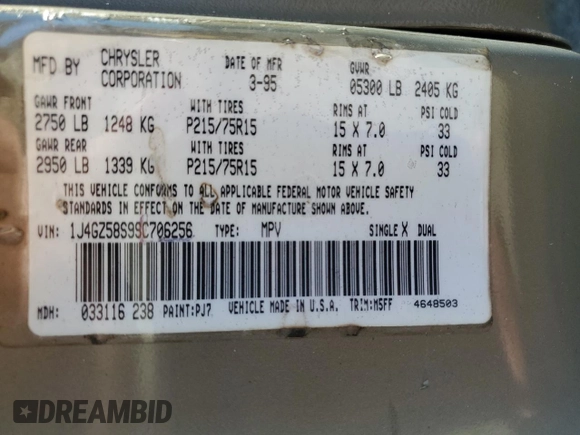 MFD BY CHRYSLER CORPORATION DATE OF MFR 3-95 GVWR 05300 LB 2405 KG
GAWR FRONT WITH TIRES RIMS AT PSI COLD
2750 LB 1248 KG P215/75R15 15 X 7.0 33
GAWR REAR WITH TIRES RIMS AT PSI COLD
2950 LB 1339 KG P215/75R15 15 X 7.0 33
THIS VEHICLE CONFORMS TO ALL APPLICABLE FEDERAL MOTOR VEHICLE SAFETY
STANDARDS IN EFFECT ON THE DATE OF MANUFACTURE SHOWN ABOVE.
VIN: 1J4GZ58S9SC706256 TYPE: MPV SINGLE X DUAL
MDH: 033116 238 PAINT:PJ7 VEHICLE MADE IN U.S.A. TRIM:M5FF 4648503
DREAMBID